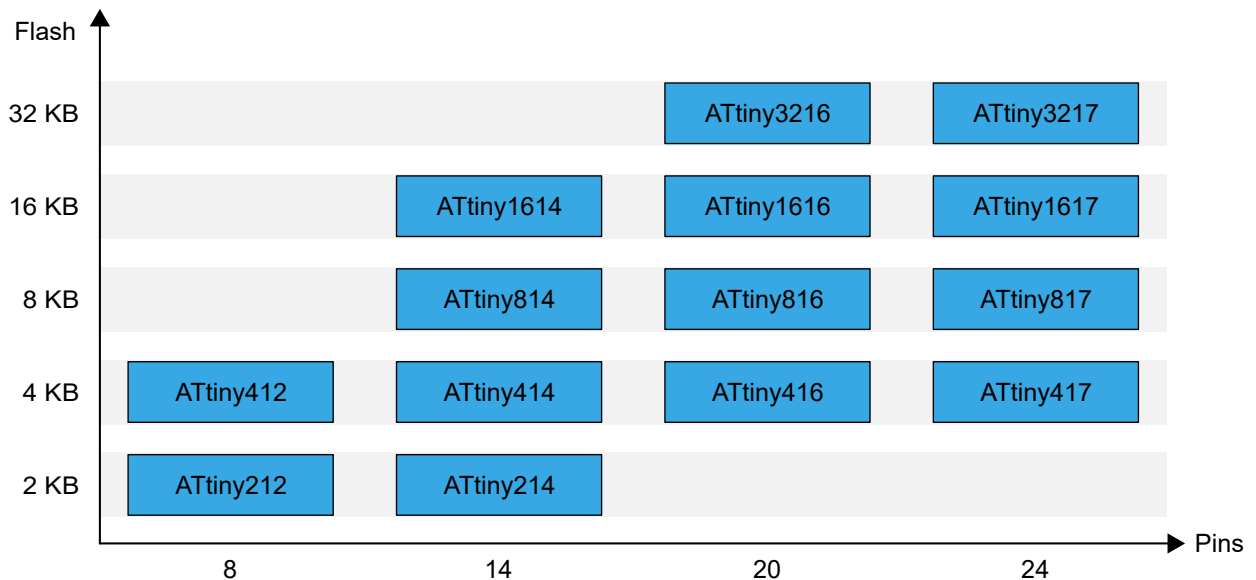 Flash
32 KB ATtiny3216 ATtiny3217
16 KB ATtiny1614 ATtiny1616 ATtiny1617
8 KB ATtiny814 ATtiny816 ATtiny817
4 KB ATtiny412 ATtiny414 ATtiny416 ATtiny417
2 KB ATtiny212 ATtiny214
Pins
8 14 20 24